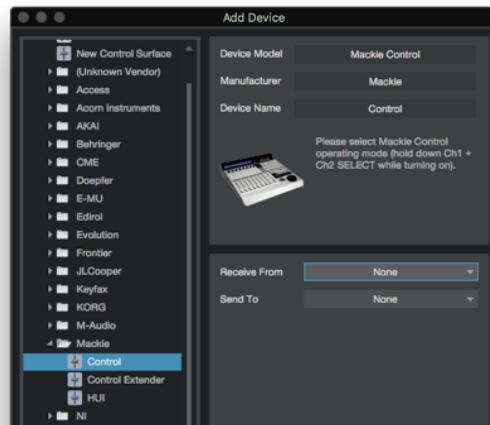 Add Device
New Control Surface
(Unknown Vendor)
Access
Acorn Instruments
AKAI
Behringer
CME
Doepfer
E-MU
Edirol
Evolution
Frontier
JLCooper
Keyfax
KORG
M-Audio
Mackie
Control
Control Extender
HUI
NI
Device Model Mackie Control
Manufacturer Mackie
Device Name Control
Please select Mackie Control
operating mode (hold down Ch1 +
Ch2 SELECT while turning on).
Receive From None
Send To None